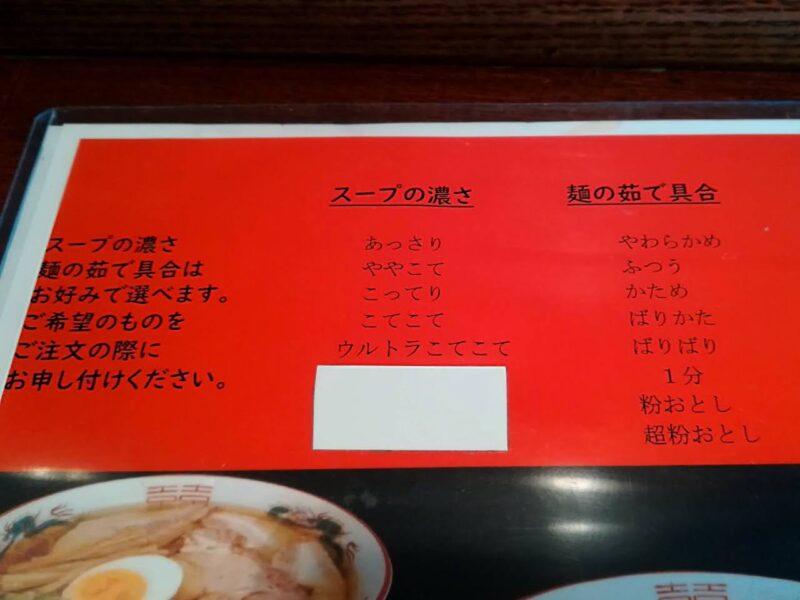 スープの濃さ
麺の茹で具合は
お好みで選べます。
ご希望のものを
ご注文の際に
お申し付けください。
スープの濃さ
あっさり
ややこて
こってり
こてこて
ウルトラこてこて
麺の茹で具合
やわらかめ
ふつう
かため
ばりかた
ばりばり
1分
粉おとし
超粉おとし